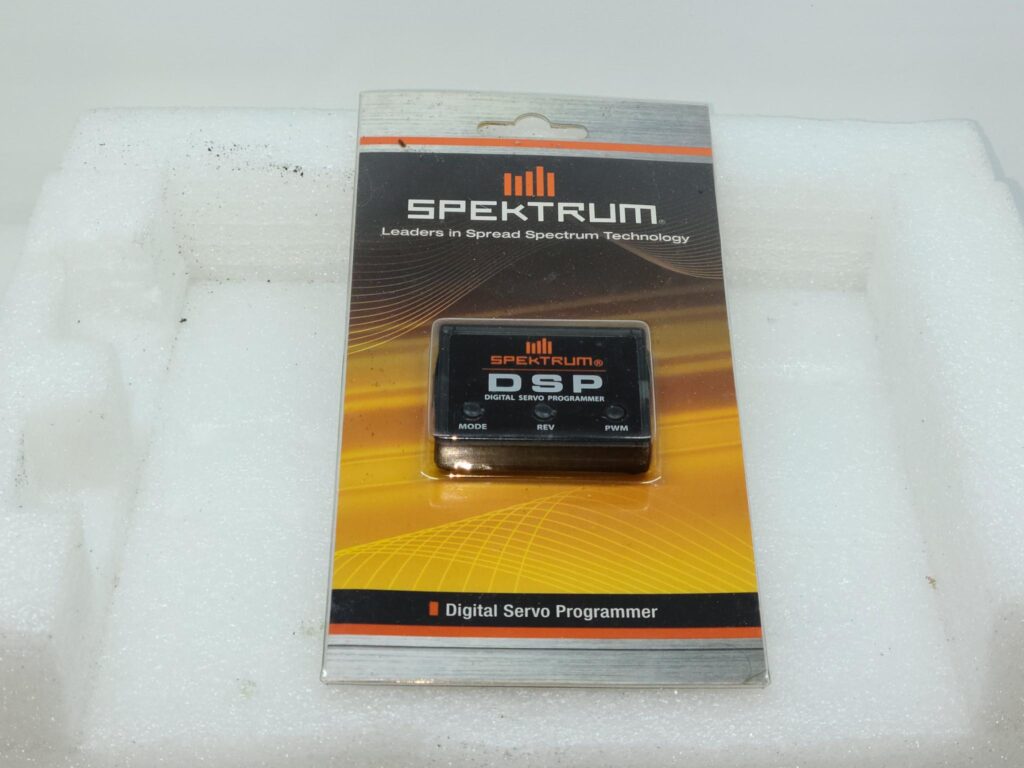 SPEKTRUM®
Leaders in Spread Spectrum Technology
SPEKTRUM®
DSP
DIGITAL SERVO PROGRAMMER
MODE REV PWM
Digital Servo Programmer